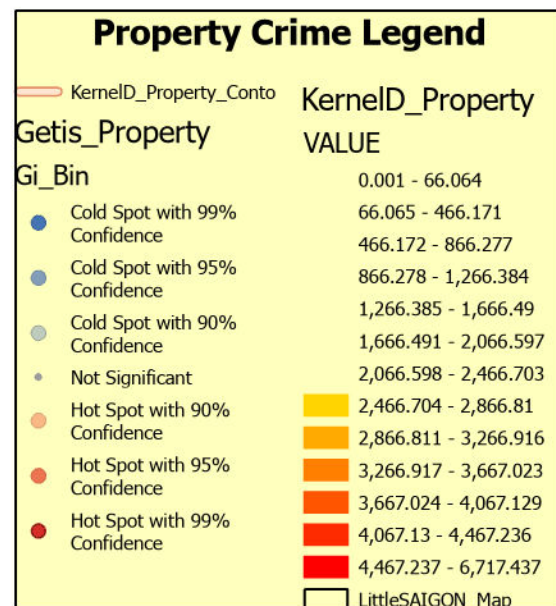 Property Crime Legend
KernelD_Property_Conto
Getis_Property
Gi_Bin
Cold Spot with 99%
Confidence
Cold Spot with 95%
Confidence
Cold Spot with 90%
Confidence
Not Significant
Hot Spot with 90%
Confidence
Hot Spot with 95%
Confidence
Hot Spot with 99%
Confidence
KernelD_Property
VALUE
0.001 - 66.064
66.065 - 466.171
466.172 - 866.277
866.278 - 1,266.384
1,266.385 - 1,666.49
1,666.491 - 2,066.597
2,066.598 - 2,466.703
2,466.704 - 2,866.81
2,866.811 - 3,266.916
3,266.917 - 3,667.023
3,667.024 - 4,067.129
4,067.13 - 4,467.236
4,467.237 - 6,717.437
LittleSAIGON_Map